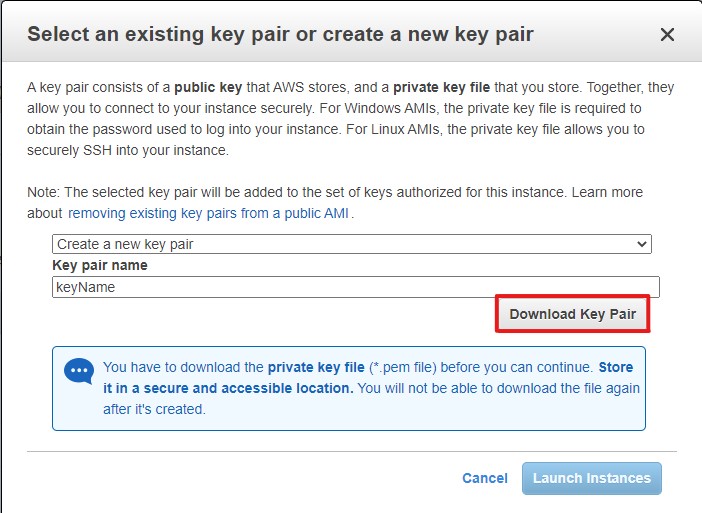 Select an existing key pair or create a new key pair
A key pair consists of a public key that AWS stores, and a private key file that you store. Together, they
allow you to connect to your instance securely. For Windows AMIs, the private key file is required to
obtain the password used to log into your instance. For Linux AMIs, the private key file allows you to
securely SSH into your instance.
Note: The selected key pair will be added to the set of keys authorized for this instance. Learn more
about removing existing key pairs from a public AMI .
Create a new key pair
Key pair name
keyName
Download Key Pair
You have to download the private key file (*.pem file) before you can continue. Store
it in a secure and accessible location. You will not be able to download the file again
after it's created.
Cancel Launch Instances